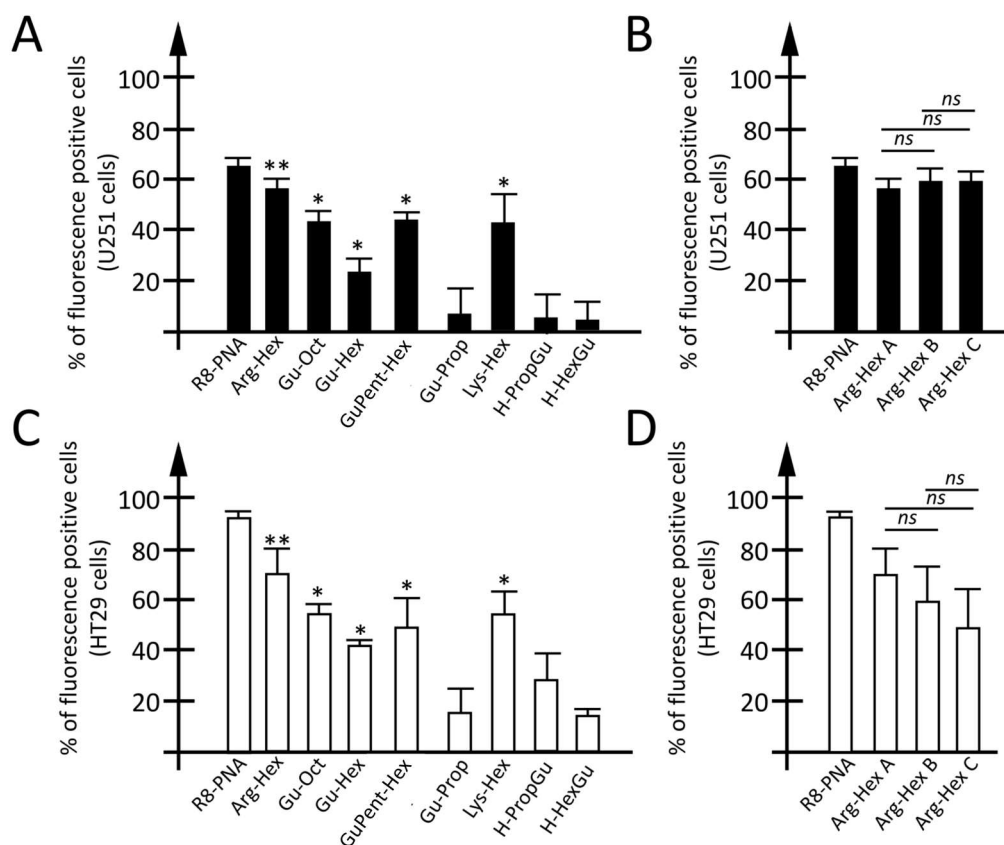 A
% of fluorescence positive cells
(U251 cells)
100
80
60
40
20
** * * * *
R8-PNA
Arg-Hex
Gu-Oct
Gu-Hex
GuPent-Hex
Gu-Prop
Lys-Hex
H-PropGu
H-HexGu
B
% of fluorescence positive cells
(U251 cells)
100
80
60
40
20
ns
ns
ns
R8-PNA
Arg-Hex A
Arg-Hex B
Arg-Hex C
C
% of fluorescence positive cells
(HT29 cells)
100
80
60
40
20
** * * * *
R8-PNA
Arg-Hex
Gu-Oct
Gu-Hex
GuPent-Hex
Gu-Prop
Lys-Hex
H-PropGu
H-HexGu
D
% of fluorescence positive cells
(HT29 cells)
100
80
60
40
20
ns
ns
ns
R8-PNA
Arg-Hex A
Arg-Hex B
Arg-Hex C